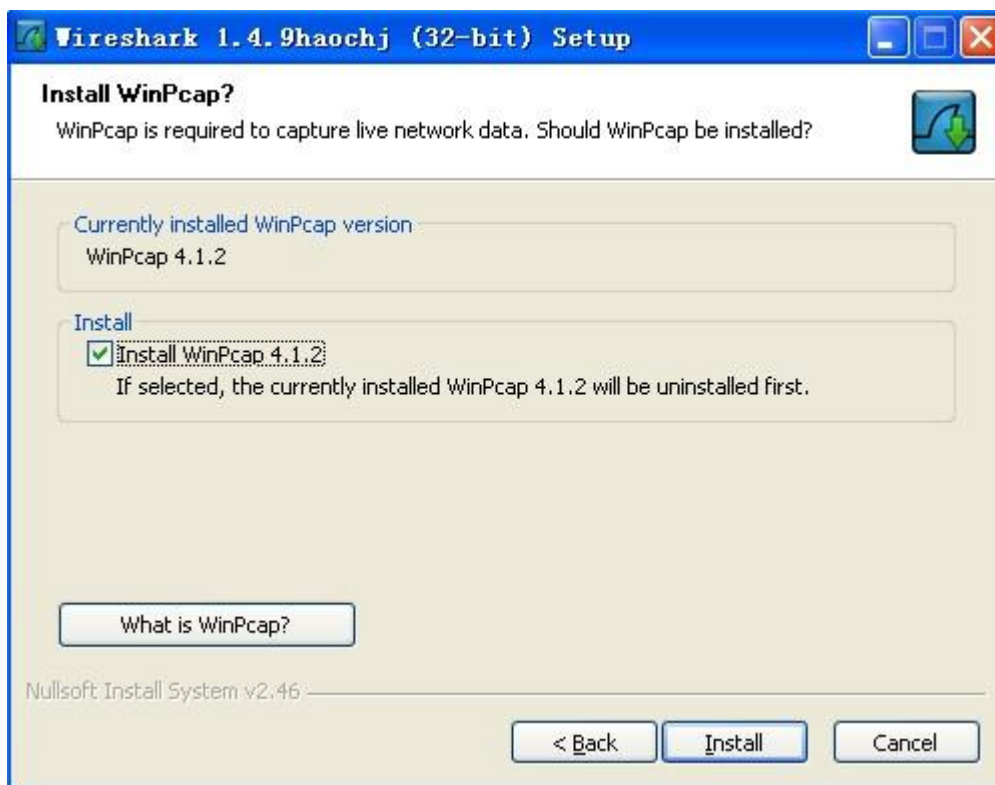 Wireshark 1.4.9haochj (32-bit) Setup
Install WinPcap?
WinPcap is required to capture live network data. Should WinPcap be installed?
Currently installed WinPcap version
WinPcap 4.1.2
Install
Install WinPcap 4.1.2
If selected, the currently installed WinPcap 4.1.2 will be uninstalled first.
What is WinPcap?
Nullsoft Install System v2.46
< Back
Install
Cancel